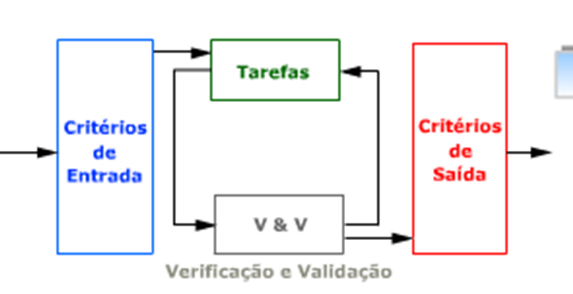 Critérios
de
Entrada
Tarefas
V & V
Verificação e Validação
Critérios
de
Saída